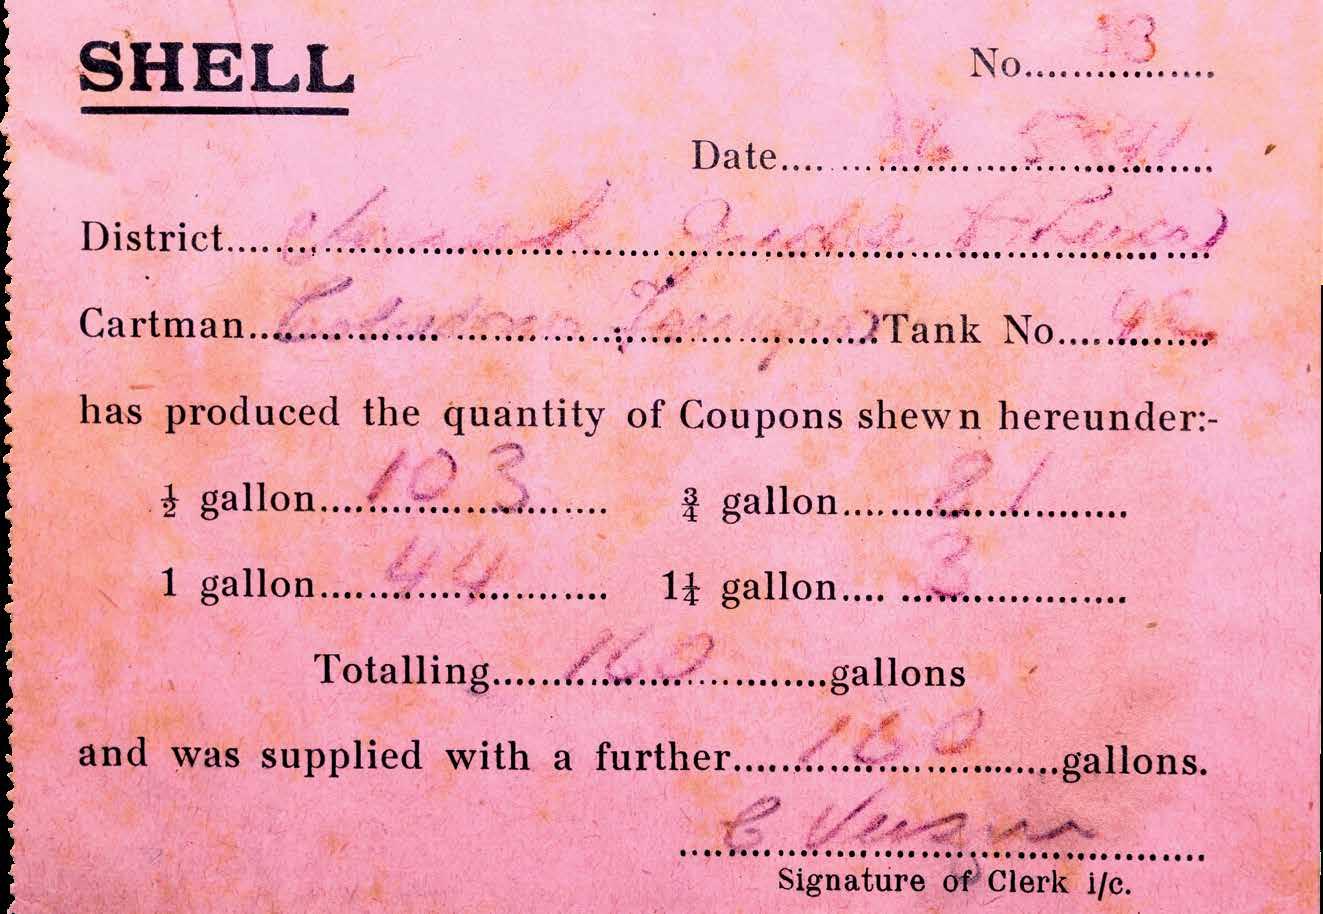 SHELL
No.............. 13
Date.... ........................
District....................................................
Cartman..............................Tank No.............
has produced the quantity of Coupons shewn hereunder:-
½ gallon....103.... ¾ gallon....21....
1 gallon....44.... 1¼ gallon....3....
Totalling....160....gallons
and was supplied with a further....160....gallons.
Signature of Clerk i/c.